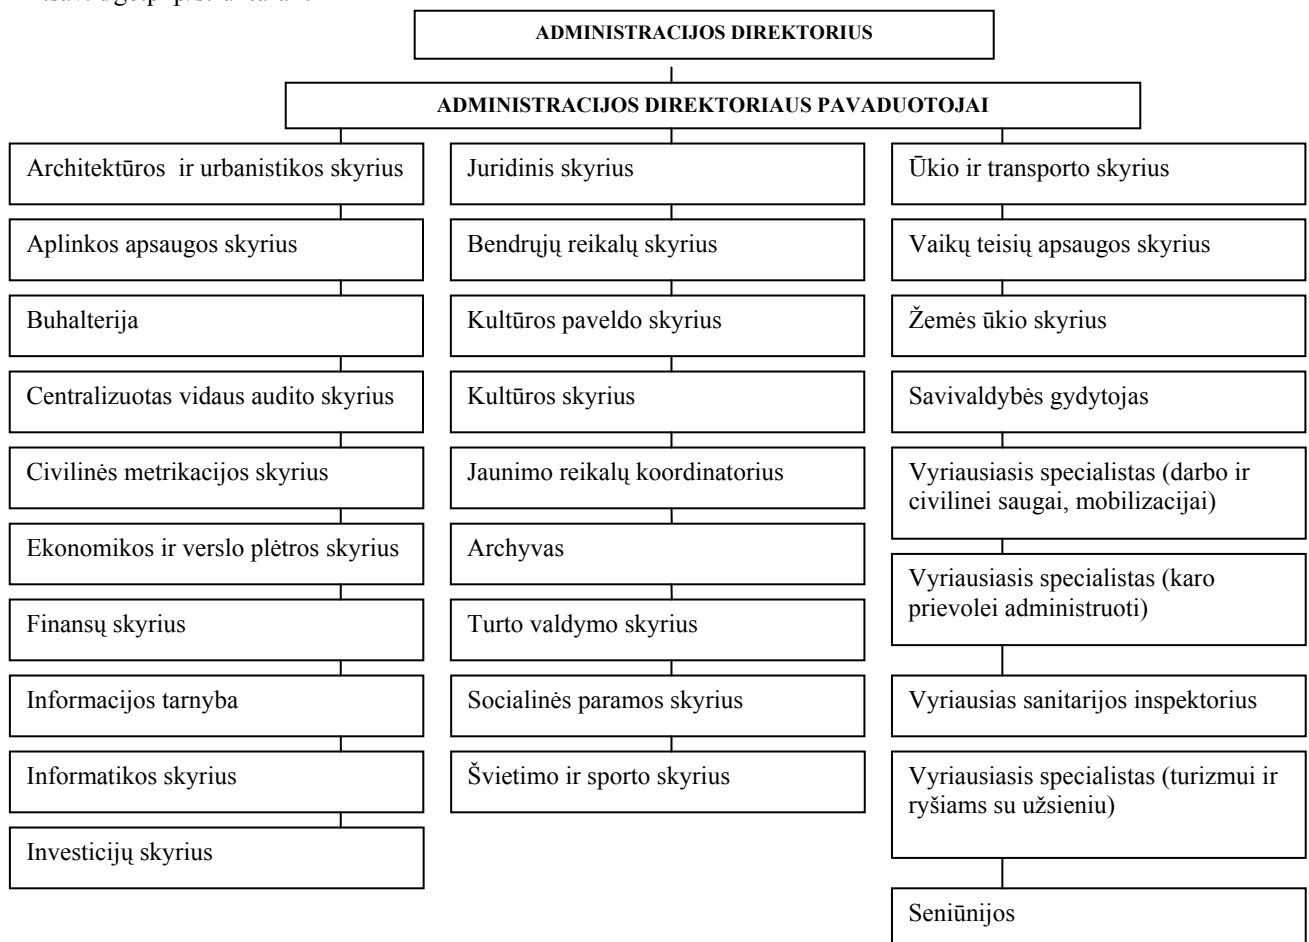 ADMINISTRACIJOS DIREKTORIUS
ADMINISTRACIJOS DIREKTORIAUS PAVADUOTOJAI
Architektūros ir urbanistikos skyrius
Aplinkos apsaugos skyrius
Buhalterija
Centralizuotas vidaus audito skyrius
Civilinės metrikacijos skyrius
Ekonomikos ir verslo plėtros skyrius
Finansų skyrius
Informacijos tarnyba
Informatikos skyrius
Investicijų skyrius
Juridinis skyrius
Bendrųjų reikalų skyrius
Kultūros paveldo skyrius
Kultūros skyrius
Jaunimo reikalų koordinatorius
Archyvas
Turto valdymo skyrius
Socialinės paramos skyrius
Švietimo ir sporto skyrius
Ūkio ir transporto skyrius
Vaikų teisių apsaugos skyrius
Žemės ūkio skyrius
Savivaldybės gydytojas
Vyriausiasis specialistas (darbo ir
civilinei saugai, mobilizacijai)
Vyriausiasis specialistas (karo
prievolei administruoti)
Vyriausias sanitarijos inspektorius
Vyriausiasis specialistas (turizmui ir
ryšiams su užsieniu)
Seniūnijos